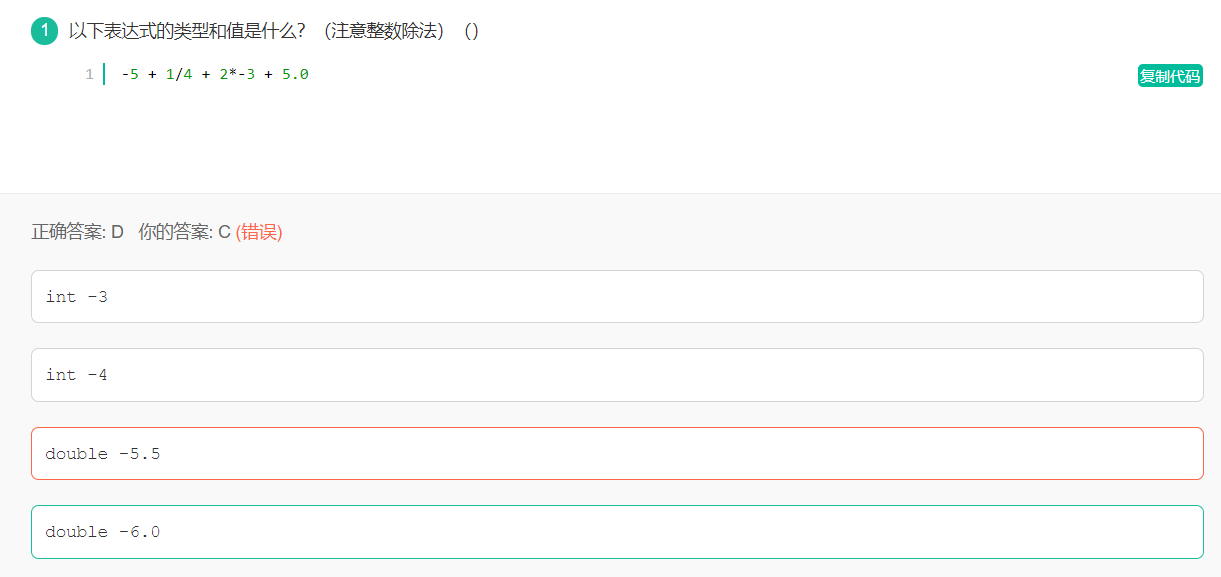 1 以下表达式的类型和值是什么？（注意整数除法）（）
1 -5 + 1/4 + 2*-3 + 5.0
复制代码
正确答案: D 你的答案: C (错误)
int -3
int -4
double -5.5
double -6.0